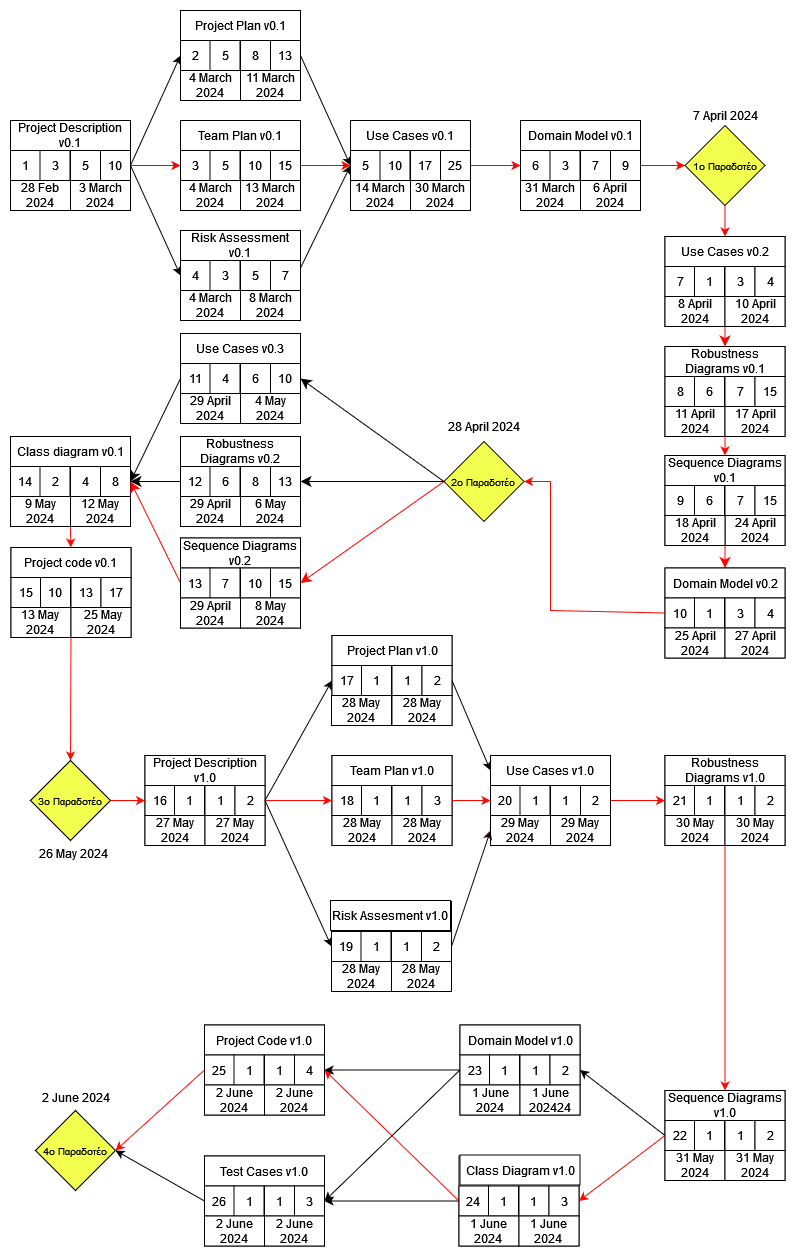 Project Plan v0.1
2 5 8 13
4 March 2024
11 March 2024
Project Description v0.1
1 3 5 10
28 Feb 2024
3 March 2024
Team Plan v0.1
3 5 10 15
4 March 2024
13 March 2024
Risk Assessment v0.1
4 3 5 7
4 March 2024
8 March 2024
Use Cases v0.1
5 10 17 25
14 March 2024
30 March 2024
Domain Model v0.1
6 3 7 9
31 March 2024
6 April 2024
7 April 2024
1ο Παραδοτέο
Use Cases v0.2
7 1 3 4
8 April 2024
10 April 2024
Robustness Diagrams v0.1
8 6 7 15
11 April 2024
17 April 2024
Sequence Diagrams v0.1
9 6 7 15
18 April 2024
24 April 2024
Domain Model v0.2
10 1 3 4
25 April 2024
27 April 2024
28 April 2024
2ο Παραδοτέο
Use Cases v0.3
11 4 6 10
29 April 2024
4 May 2024
Robustness Diagrams v0.2
12 6 8 13
29 April 2024
6 May 2024
Sequence Diagrams v0.2
13 7 10 15
29 April 2024
8 May 2024
Class diagram v0.1
14 2 4 8
9 May 2024
12 May 2024
Project code v0.1
15 10 13 17
13 May 2024
25 May 2024
3ο Παραδοτέο
26 May 2024
Project Description v1.0
16 1 1 2
27 May 2024
27 May 2024
Project Plan v1.0
17 1 1 2
28 May 2024
28 May 2024
Team Plan v1.0
18 1 1 3
28 May 2024
28 May 2024
Risk Assesment v1.0
19 1 1 2
28 May 2024
28 May 2024
Use Cases v1.0
20 1 1 2
29 May 2024
29 May 2024
Robustness Diagrams v1.0
21 1 1 2
30 May 2024
30 May 2024
Sequence Diagrams v1.0
22 1 1 2
31 May 2024
31 May 2024
Domain Model v1.0
23 1 1 2
1 June 2024
1 June 202424
Class Diagram v1.0
24 1 1 3
1 June 2024
1 June 2024
Project Code v1.0
25 1 1 4
2 June 2024
2 June 2024
Test Cases v1.0
26 1 1 3
2 June 2024
2 June 2024
2 June 2024
4ο Παραδοτέο